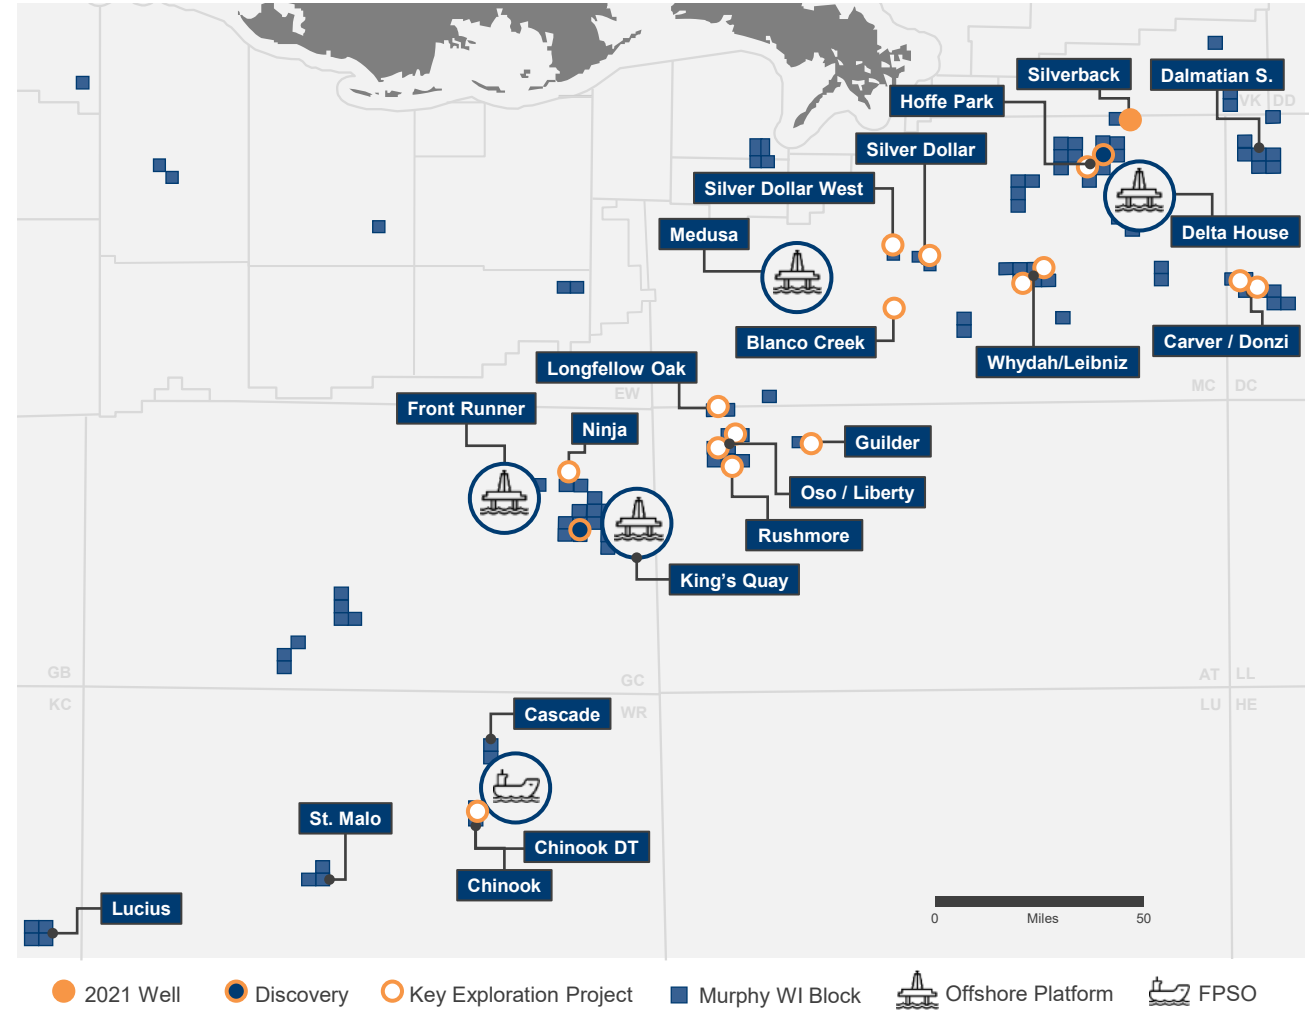 Silverback
Dalmatian S.
Hoffe Park
VK DD
Silver Dollar
Silver Dollar West
Medusa
Delta House
Blanco Creek
Whydah/Leibniz
Carver / Donzi
Longfellow Oak
EW
MC DC
Front Runner
Ninja
Guilder
Oso / Liberty
Rushmore
King’s Quay
GB
GC
AT LL
KC
WR
LU HE
Cascade
St. Malo
Chinook DT
Chinook
Lucius
0 Miles 50
2021 Well
Discovery
Key Exploration Project
Murphy WI Block
Offshore Platform
FPSO